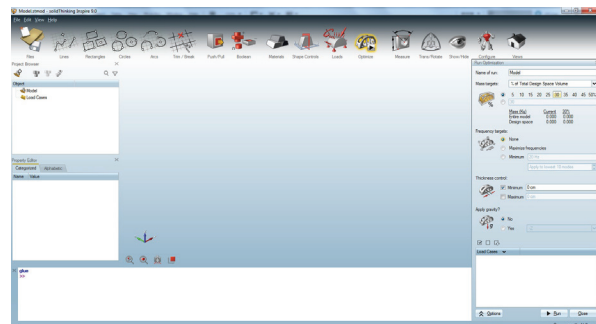 Model.stmod - solidThinking Inspire 9.0
File Edit View Help
Files Lines Rectangles Circles Arcs Trim / Break Push/Pull Boolean Materials Shape Controls Loads Optimize Measure Trans/Rotate Show/Hide Configure Views
Project Browser
Object
Model
Load Cases
Property Editor
Categorized Alphabetic
Name Value
Run Optimization
Name of run: Model
Mass targets: % of Total Design Space Volume
5 10 15 20 25 30 35 40 45 50%
Mass (Kg) Current 30%
Entire model 0.000 0.000
Design space 0.000 0.000
Frequency targets:
None
Maximize frequencies
Minimum: 20 Hz
Thickness control:
Minimum: 0 cm
Maximum:
Apply gravity?
No
Yes
Load Cases
Options Run Close